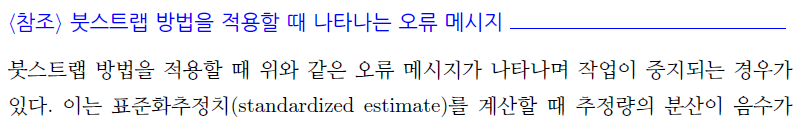 〈참조〉 붓스트랩 방법을 적용할 때 나타나는 오류 메시지
붓스트랩 방법을 적용할 때 위와 같은 오류 메시지가 나타나며 작업이 중지되는 경우가
있다. 이는 표준화추정치(standardized estimate)를 계산할 때 추정량의 분산이 음수가